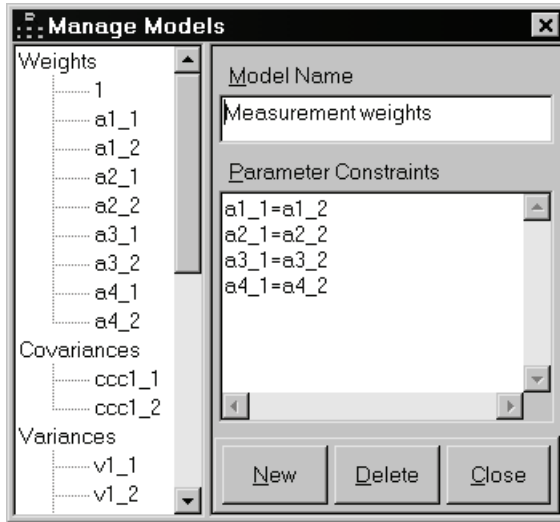 Manage Models
Weights
1
a1_1
a1_2
a2_1
a2_2
a3_1
a3_2
a4_1
a4_2
Covariances
ccc1_1
ccc1_2
Variances
v1_1
v1_2
Model Name
Measurement weights
Parameter Constraints
a1_1=a1_2
a2_1=a2_2
a3_1=a3_2
a4_1=a4_2
New
Delete
Close